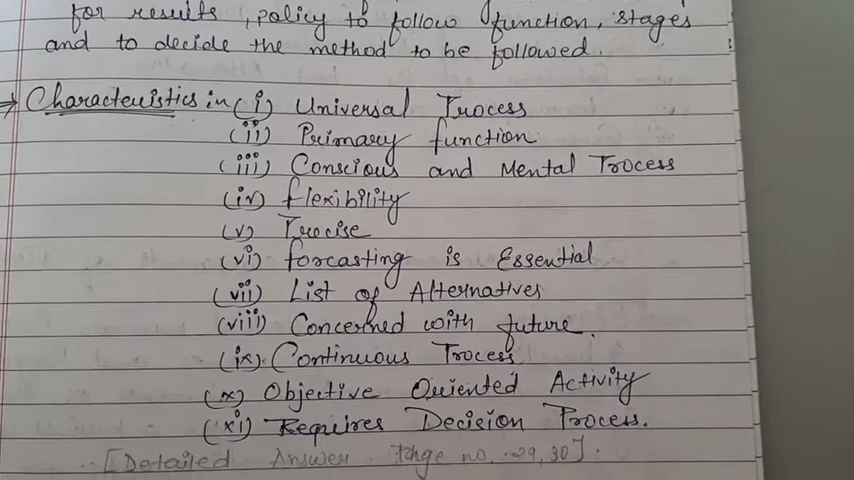 for results, policy to follow function, stages
and to decide the method to be followed.
→ Characteristics in (i) Universal Process
(ii) Primary function
(iii) Conscious and Mental Process
(iv) flexibility
(v) Precise
(vi) forcasting is Essential
(vii) List of Alternatives
(viii) Concerned with future.
(ix) Continuous Process
(x) Objective Oriented Activity
(xi) Requires Decision Process.
[Detailed Answer Page no. 29,30].